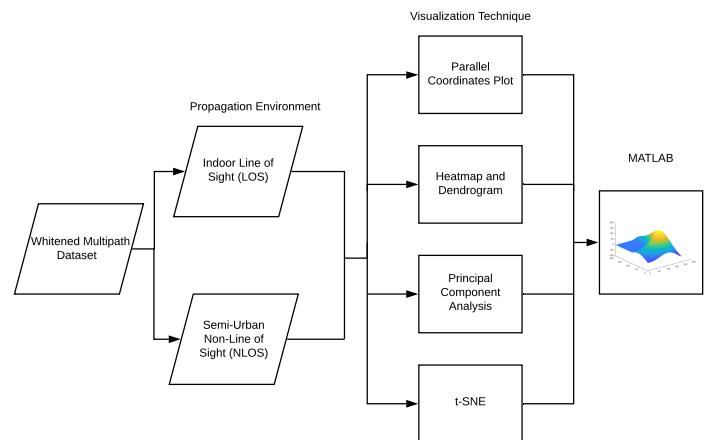 Visualization Technique
Parallel
Coordinates Plot
Propagation Environment
Indoor Line of
Sight (LOS)
Heatmap and
Dendrogram
MATLAB
Whitened Multipath
Dataset
Principal
Component
Analysis
Semi-Urban
Non-Line of
Sight (NLOS)
t-SNE